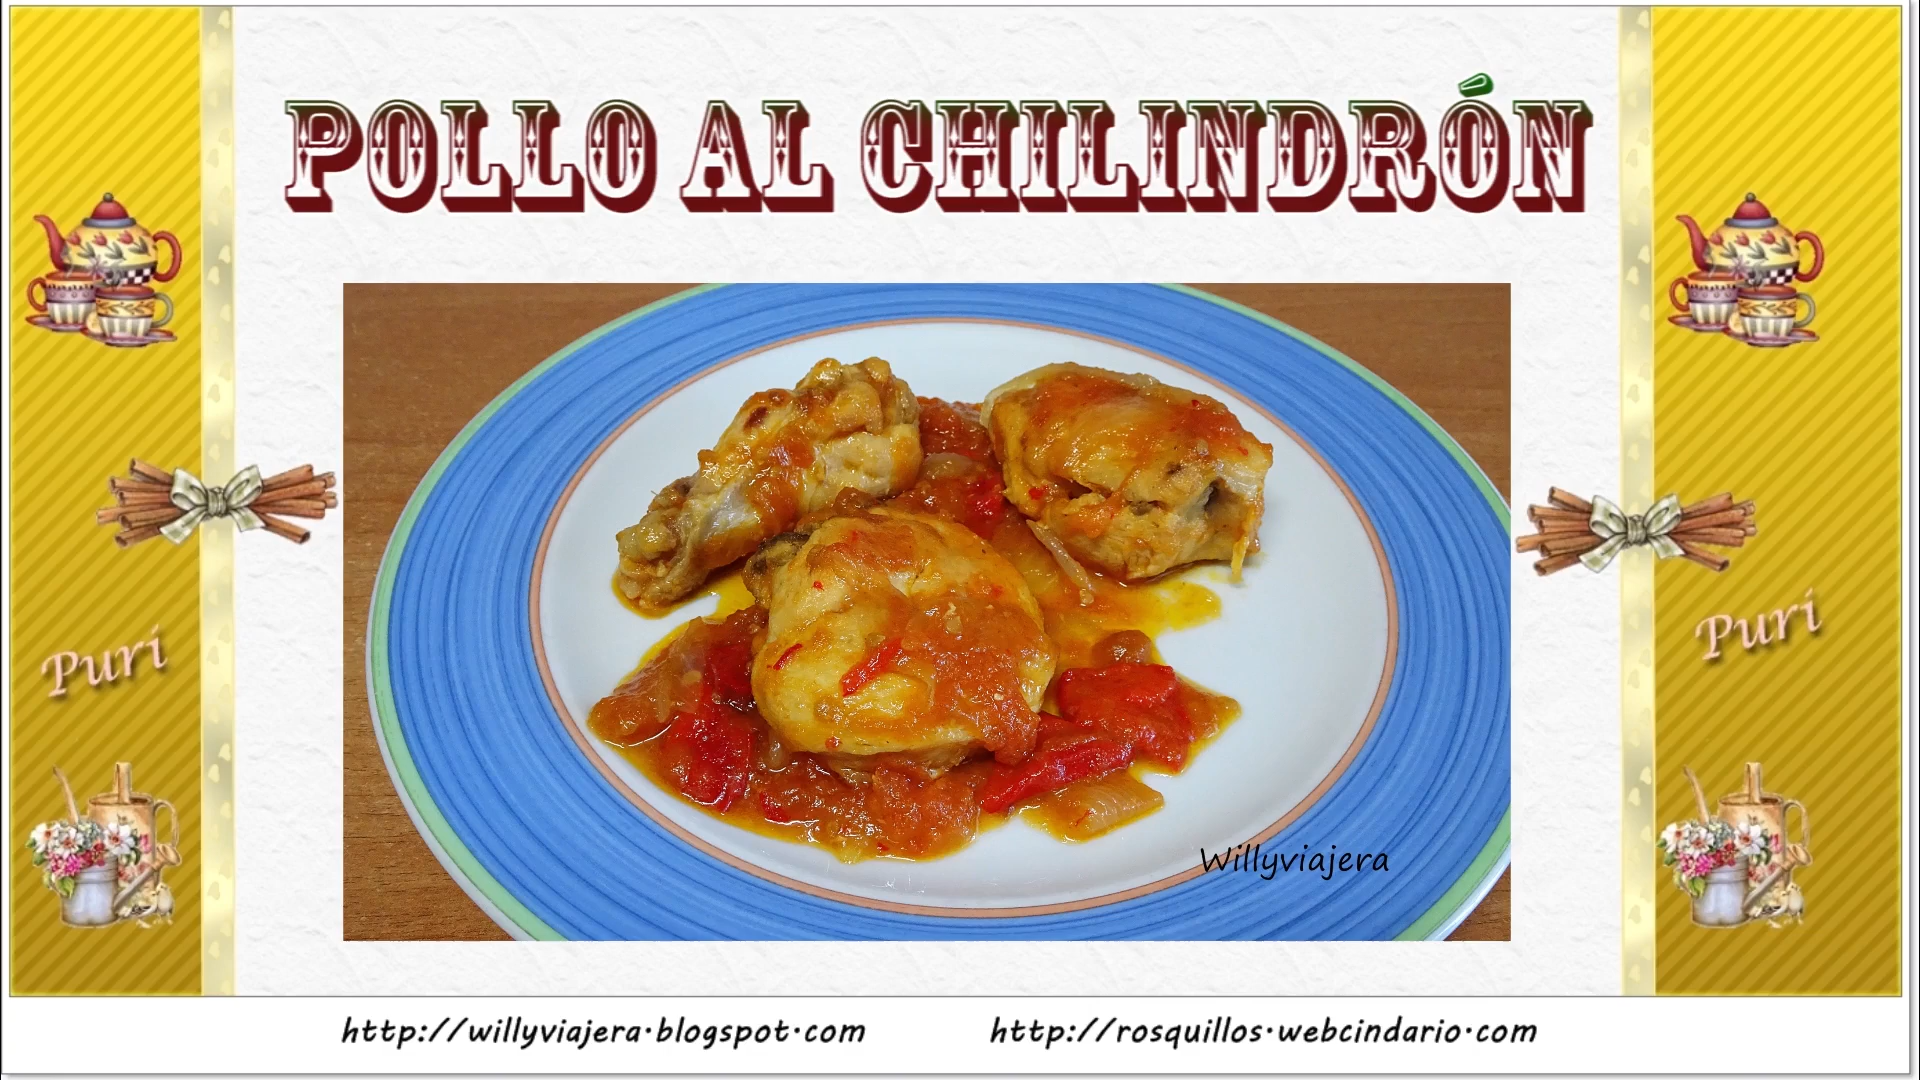 POLLO AL CHILINDRÓN
Puri
Puri
Willyviajera
http://willyviajera.blogspot.com
http://rosquillos.webcindario.com